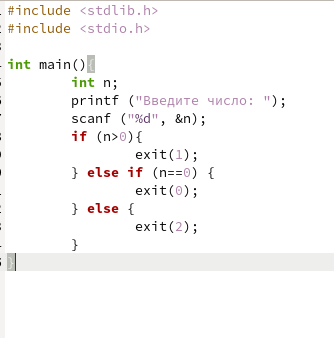 #include <stdlib.h>
#include <stdio.h>

int main(){
        int n;
        printf ("Введите число: ");
        scanf ("%d", &n);
        if (n>0){
                exit(1);
        } else if (n==0) {
                exit(0);
        } else {
                exit(2);
        }
}